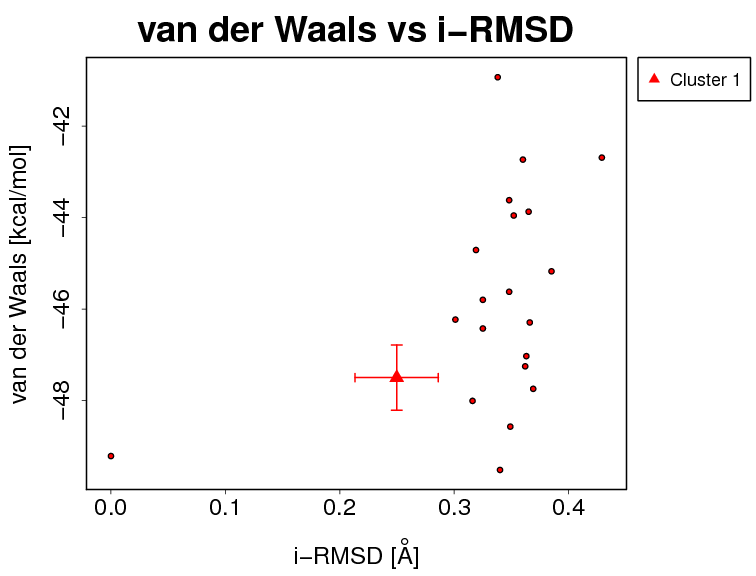 van der Waals vs i−RMSD
Cluster 1
−42
−44
−46
−48
van der Waals [kcal/mol]
0.0 0.1 0.2 0.3 0.4
i−RMSD [Å]